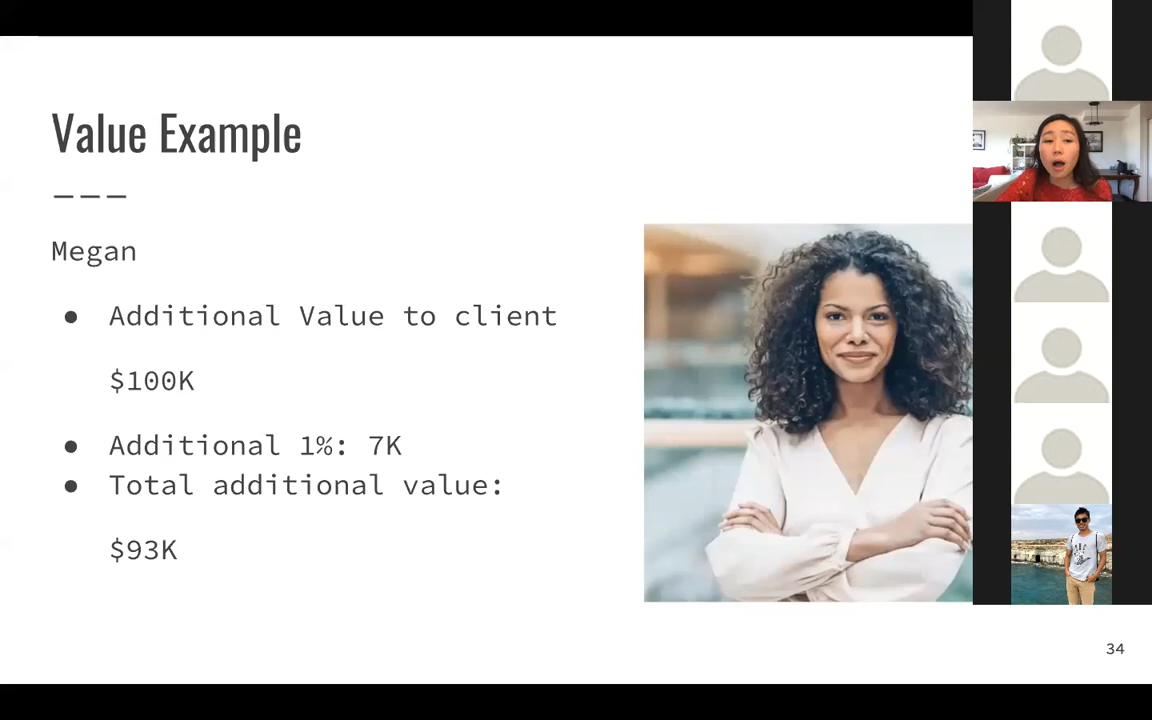 Value Example
———
Megan
● Additional Value to client
$100K
● Additional 1%: 7K
● Total additional value:
$93K
34